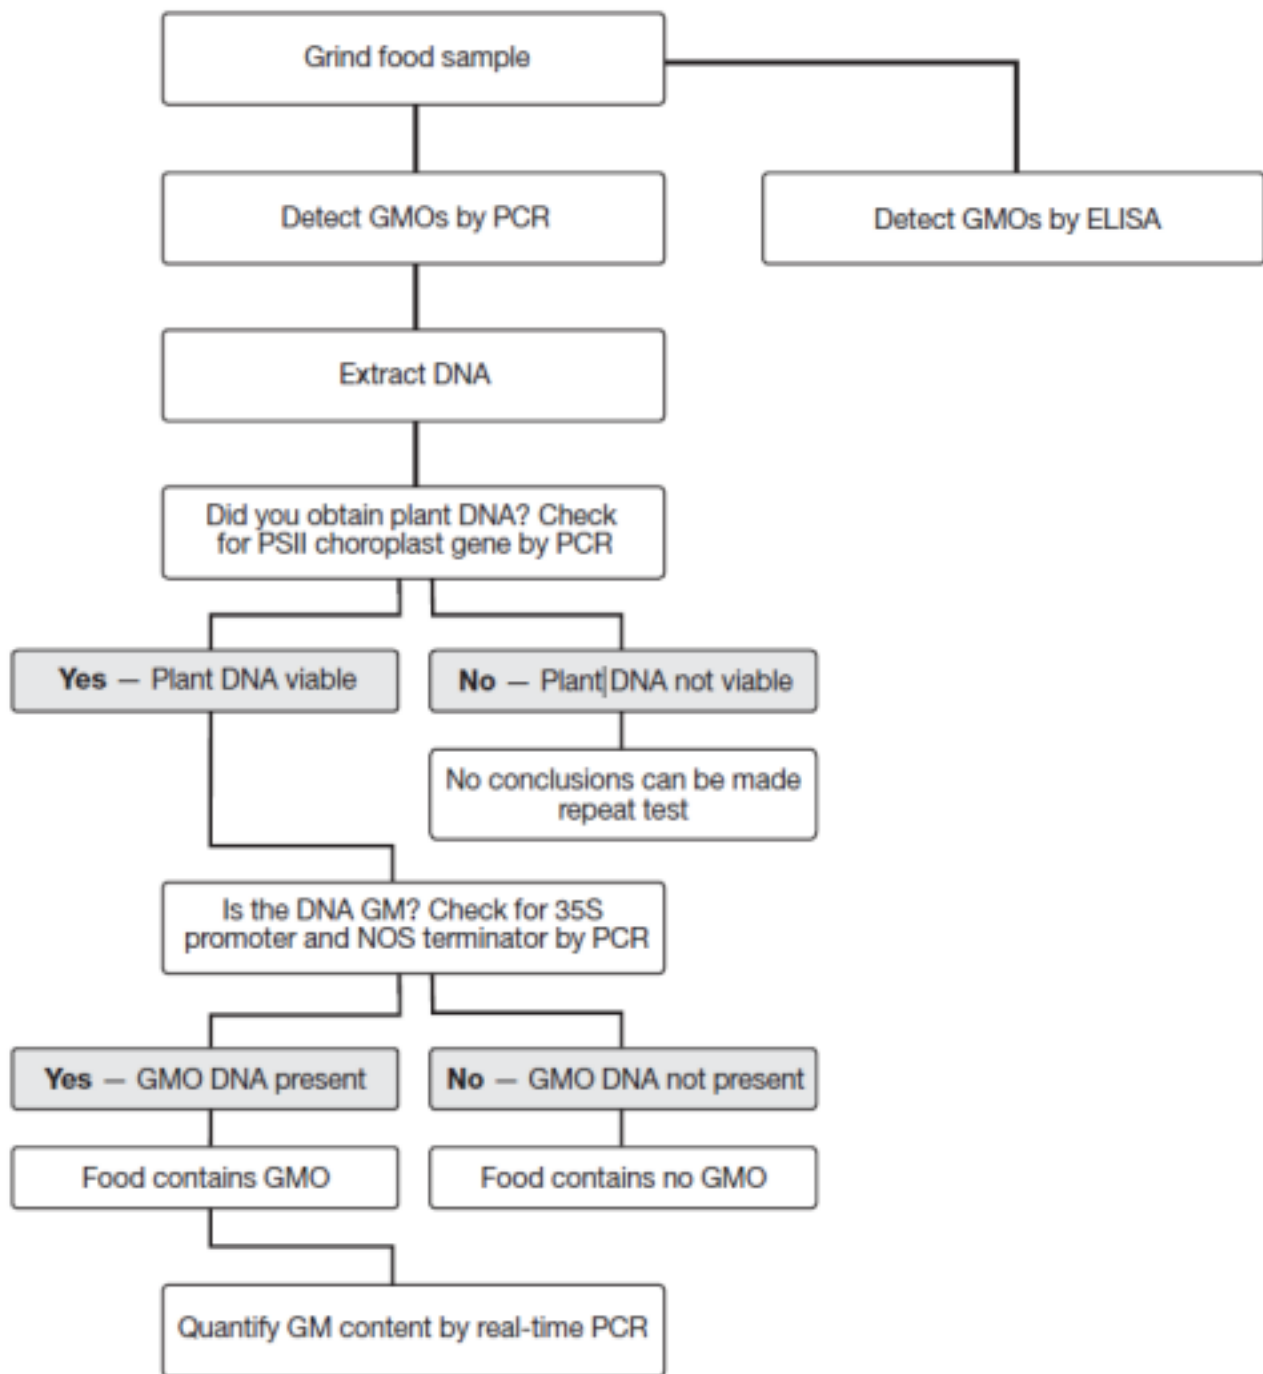 Grind food sample
Detect GMOs by PCR
Detect GMOs by ELISA
Extract DNA
Did you obtain plant DNA? Check
for PSII choroplast gene by PCR
Yes — Plant DNA viable
No — Plant DNA not viable
No conclusions can be made
repeat test
Is the DNA GM? Check for 35S
promoter and NOS terminator by PCR
Yes — GMO DNA present
No — GMO DNA not present
Food contains GMO
Food contains no GMO
Quantify GM content by real-time PCR